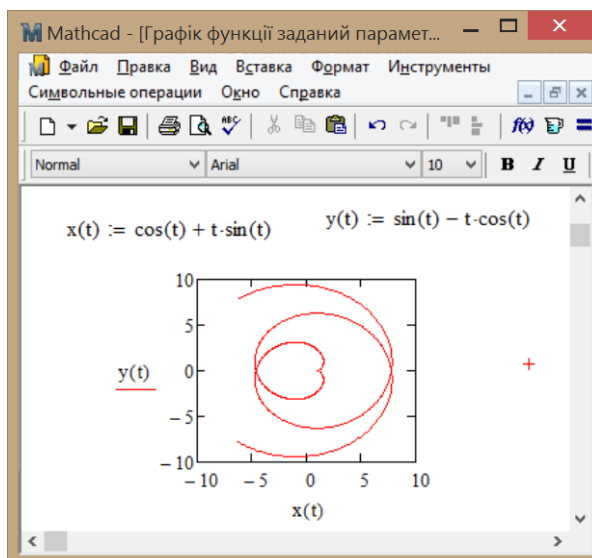 Mathcad - [Графік функції заданий парамет...
Файл Правка Вид Вставка Формат Инструменты
Символьные операции Окно Справка
ABC f(x) =
Normal Arial 10 B I U
x(t) := cos(t) + t·sin(t) y(t) := sin(t) − t·cos(t)
10
5
y(t) 0
− 5
− 10
− 10 − 5 0 5 10
x(t)